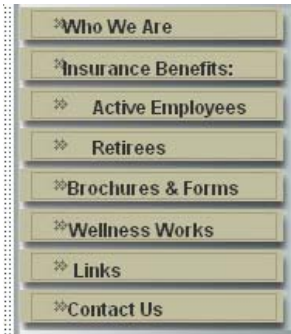 Who We Are
Insurance Benefits:
Active Employees
Retirees
Brochures & Forms
Wellness Works
Links
Contact Us